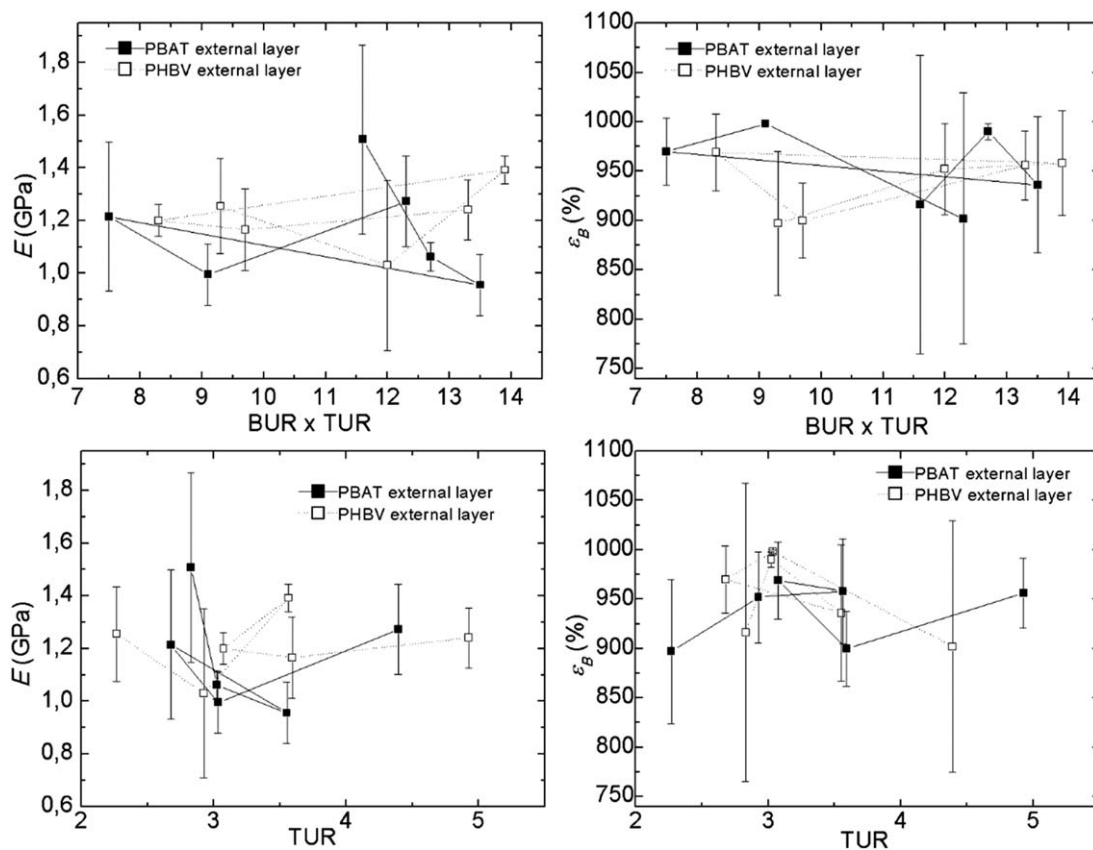 PBAT external layer
PHBV external layer
1,8
1,6
1,4
1,2
1,0
0,8
0,6
E (GPa)
7 8 9 10 11 12 13 14
BUR x TUR
PBAT external layer
PHBV external layer
1100
1050
1000
950
900
850
800
750
ε_B (%)
7 8 9 10 11 12 13 14
BUR x TUR
PBAT external layer
PHBV external layer
1,8
1,6
1,4
1,2
1,0
0,8
0,6
E (GPa)
2 3 4 5
TUR
PBAT external layer
PHBV external layer
1100
1050
1000
950
900
850
800
750
ε_B (%)
2 3 4 5
TUR